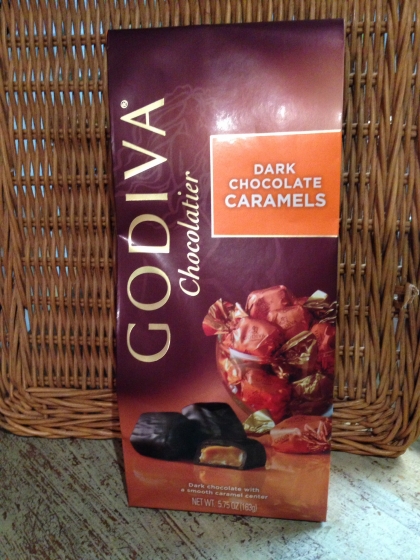 GODIVA®
Chocolatier
DARK
CHOCOLATE
CARAMELS
Dark chocolate with
a smooth caramel center
NET WT. 5.75 OZ (163g)